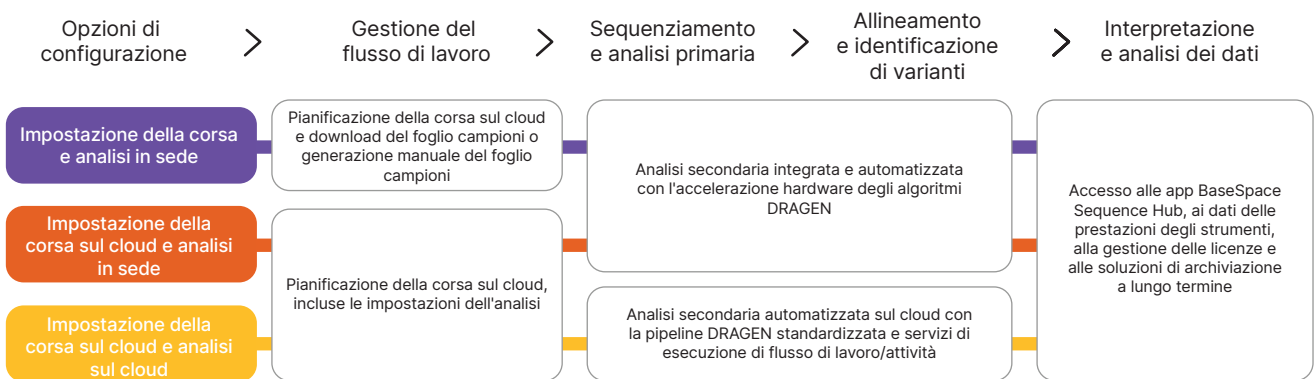 Opzioni di
configurazione
Gestione del
flusso di lavoro
Sequenziamento
e analisi primaria
Allineamento
e identificazione
di varianti
Interpretazione
e analisi dei dati
Impostazione della corsa
e analisi in sede
Pianificazione della corsa sul cloud
e download del foglio campioni o
generazione manuale del foglio
campioni
Analisi secondaria integrata e automatizzata
con l'accelerazione hardware degli algoritmi
DRAGEN
Accesso alle app BaseSpace
Sequence Hub, ai dati delle
prestazioni degli strumenti,
alla gestione delle licenze e
alle soluzioni di archiviazione
a lungo termine
Impostazione della
corsa sul cloud e analisi
in sede
Pianificazione della corsa sul cloud,
incluse le impostazioni dell'analisi
Impostazione della
corsa sul cloud e analisi
sul cloud
Analisi secondaria automatizzata sul cloud con
la pipeline DRAGEN standardizzata e servizi di
esecuzione di flusso di lavoro/attività